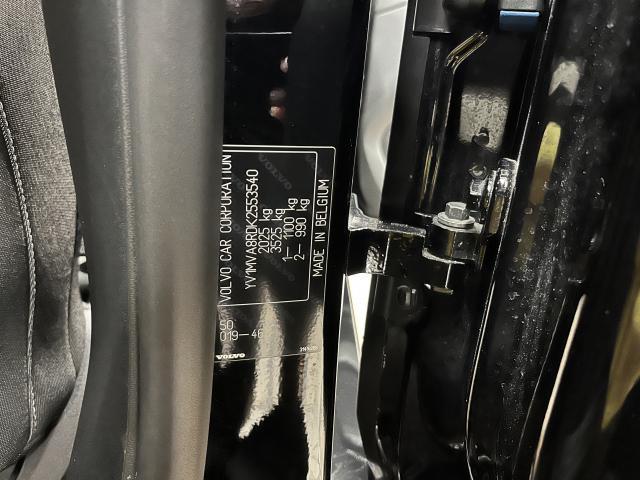 VOLVO CAR CORPORATION
YV1MVA8RDK2553540
2025 kg
3525 kg
1— 1100 kg
2— 990 kg
MADE IN BELGIUM
VOLVO
50
019—46
VOLVO